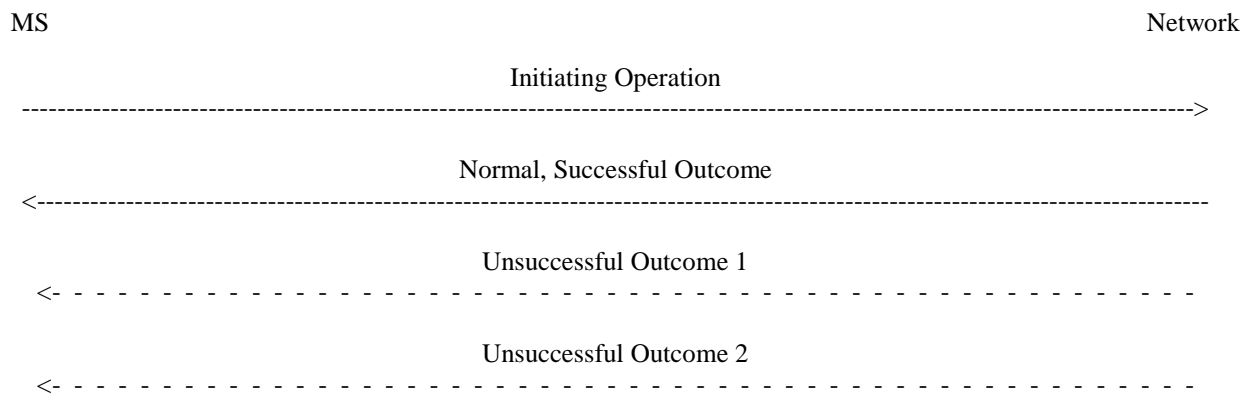 MS Network
Initiating Operation
Normal, Successful Outcome
Unsuccessful Outcome 1
Unsuccessful Outcome 2